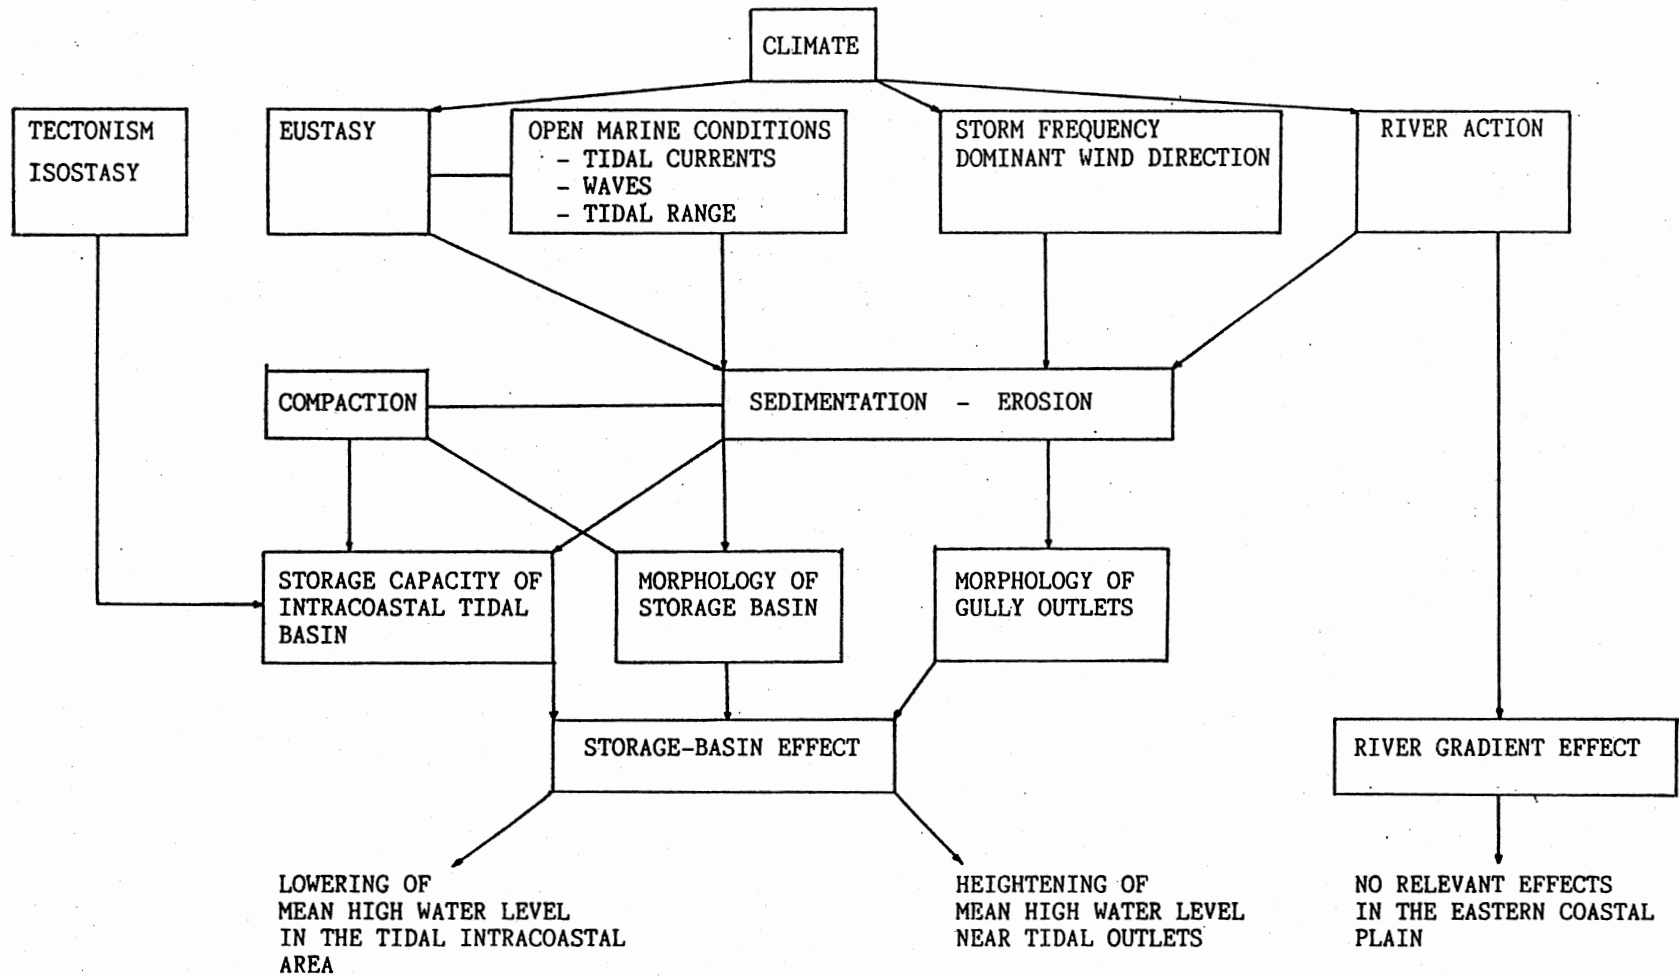 CLIMATE
TECTONISM
ISOSTASY
EUSTASY
OPEN MARINE CONDITIONS
- TIDAL CURRENTS
- WAVES
- TIDAL RANGE
STORM FREQUENCY
DOMINANT WIND DIRECTION
RIVER ACTION
COMPACTION
SEDIMENTATION - EROSION
STORAGE CAPACITY OF
INTRACOASTAL TIDAL
BASIN
MORPHOLOGY OF
STORAGE BASIN
MORPHOLOGY OF
GULLY OUTLETS
STORAGE-BASIN EFFECT
RIVER GRADIENT EFFECT
LOWERING OF
MEAN HIGH WATER LEVEL
IN THE TIDAL INTRACOASTAL
AREA
HEIGHTENING OF
MEAN HIGH WATER LEVEL
NEAR TIDAL OUTLETS
NO RELEVANT EFFECTS
IN THE EASTERN COASTAL
PLAIN